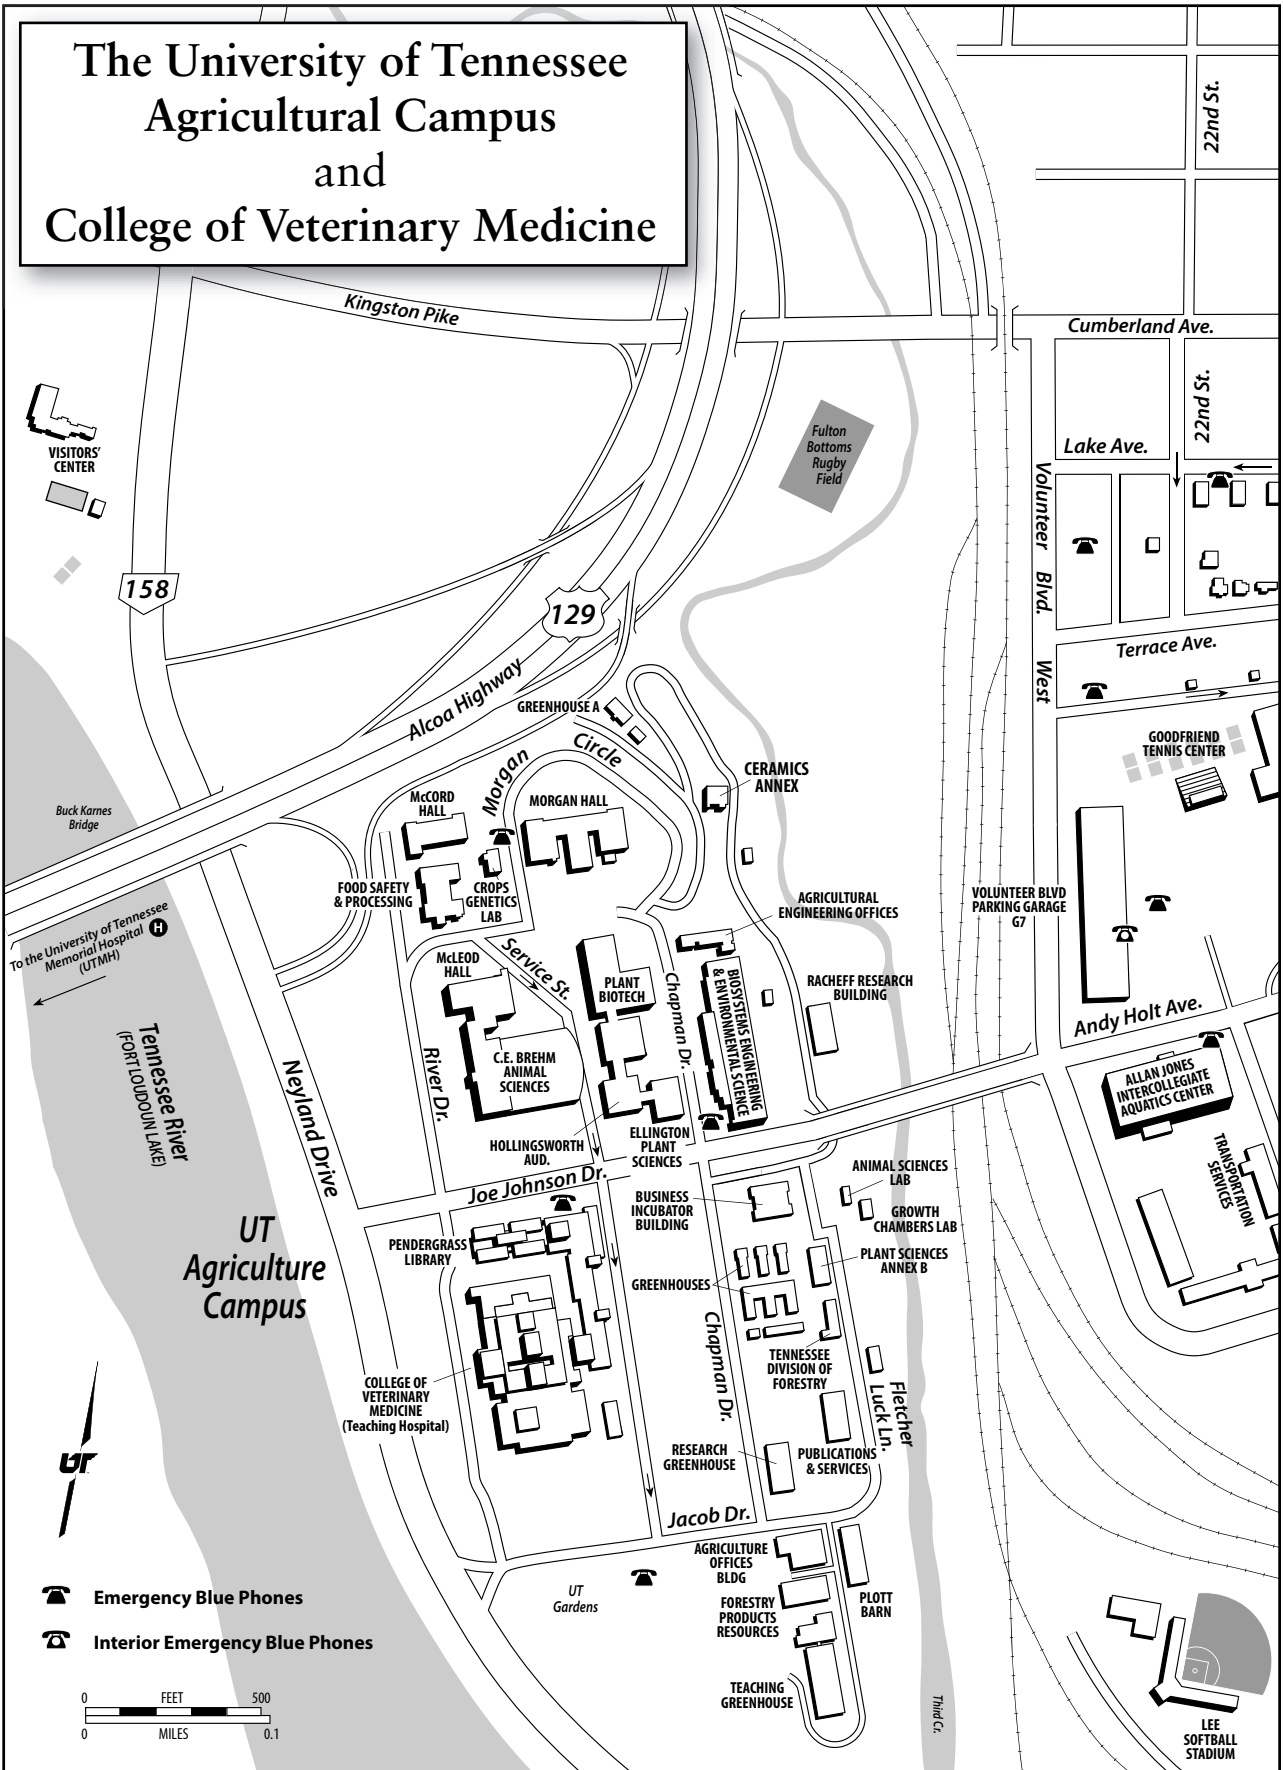 The University of Tennessee
Agricultural Campus
and
College of Veterinary Medicine
22nd St.
Kingston Pike
Cumberland Ave.
22nd St.
VISITORS'
CENTER
Fulton
Bottoms
Rugby
Field
Lake Ave.
Volunteer Blvd. West
158
129
Terrace Ave.
Alcoa Highway
GREENHOUSE A
Morgan Circle
GOODFRIEND
TENNIS CENTER
CERAMICS
ANNEX
McCORD
HALL
MORGAN HALL
Buck Karnes
Bridge
FOOD SAFETY
& PROCESSING
CROPS
GENETICS
LAB
AGRICULTURAL
ENGINEERING OFFICES
VOLUNTEER BLVD
PARKING GARAGE
G7
To the University of Tennessee
Memorial Hospital H
(UTMH)
Service St.
McLEOD
HALL
PLANT
BIOTECH
Chapman Dr.
BIOSYSTEMS ENGINEERING
& ENVIRONMENTAL SCIENCE
RACHEFF RESEARCH
BUILDING
Andy Holt Ave.
Tennessee River
(FORT LOUDOUN LAKE)
Neyland Drive
River Dr.
C.E. BREHM
ANIMAL
SCIENCES
ALLAN JONES
INTERCOLLEGIATE
AQUATICS CENTER
HOLLINGSWORTH
AUD.
ELLINGTON
PLANT
SCIENCES
TRANSPORTATION
SERVICES
Joe Johnson Dr.
ANIMAL SCIENCES
LAB
BUSINESS
INCUBATOR
BUILDING
GROWTH
CHAMBERS LAB
UT
Agriculture
Campus
PENDERGRASS
LIBRARY
PLANT SCIENCES
ANNEX B
GREENHOUSES
Chapman Dr.
TENNESSEE
DIVISION OF
FORESTRY
COLLEGE OF
VETERINARY
MEDICINE
(Teaching Hospital)
Fletcher
Luck Ln.
UT
RESEARCH
GREENHOUSE
PUBLICATIONS
& SERVICES
Jacob Dr.
AGRICULTURE
OFFICES
BLDG
UT
Gardens
FORESTRY
PRODUCTS
RESOURCES
PLOTT
BARN
Emergency Blue Phones
Interior Emergency Blue Phones
TEACHING
GREENHOUSE
Third Cr.
0 FEET 500
0 MILES 0.1
LEE
SOFTBALL
STADIUM